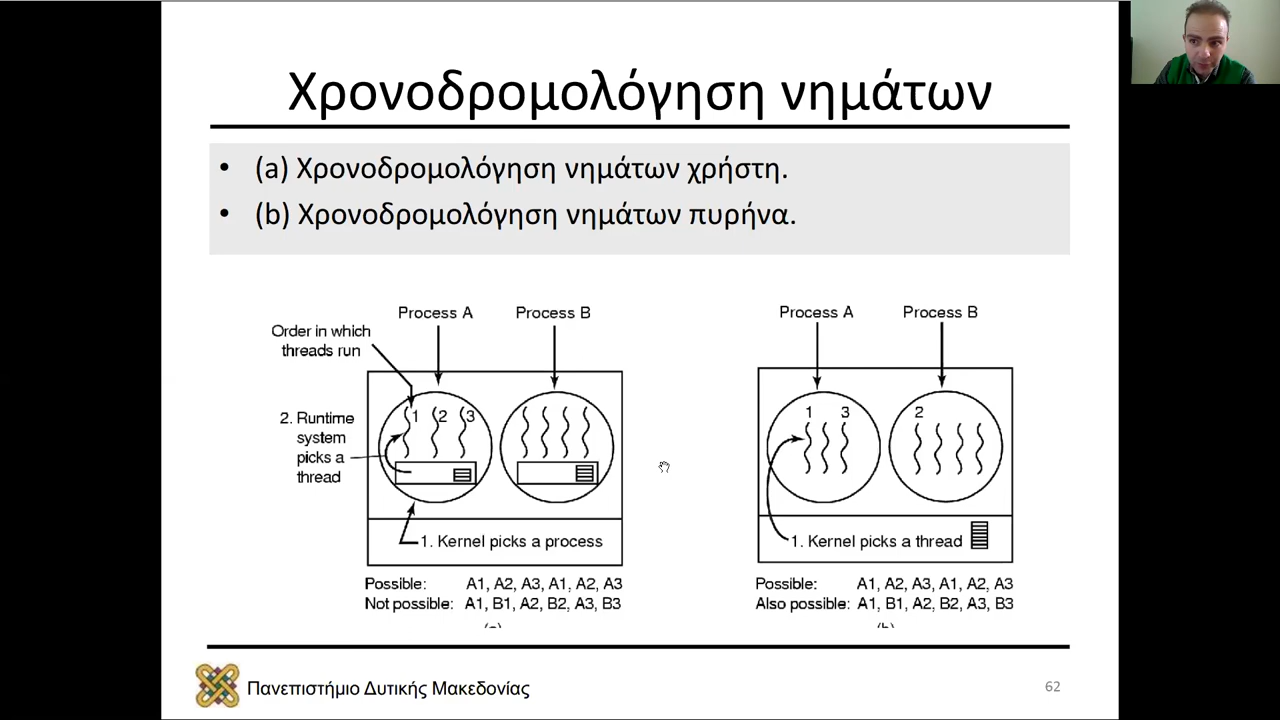 Χρονοδρομολόγηση νημάτων
• (a) Χρονοδρομολόγηση νημάτων χρήστη.
• (b) Χρονοδρομολόγηση νημάτων πυρήνα.
Process A
Process B
Order in which
threads run
1 2 3
2. Runtime
system
picks a
thread
1. Kernel picks a process
Possible: A1, A2, A3, A1, A2, A3
Not possible: A1, B1, A2, B2, A3, B3
Process A
Process B
1 3
2
1. Kernel picks a thread
Possible: A1, A2, A3, A1, A2, A3
Also possible: A1, B1, A2, B2, A3, B3
Πανεπιστήμιο Δυτικής Μακεδονίας
62